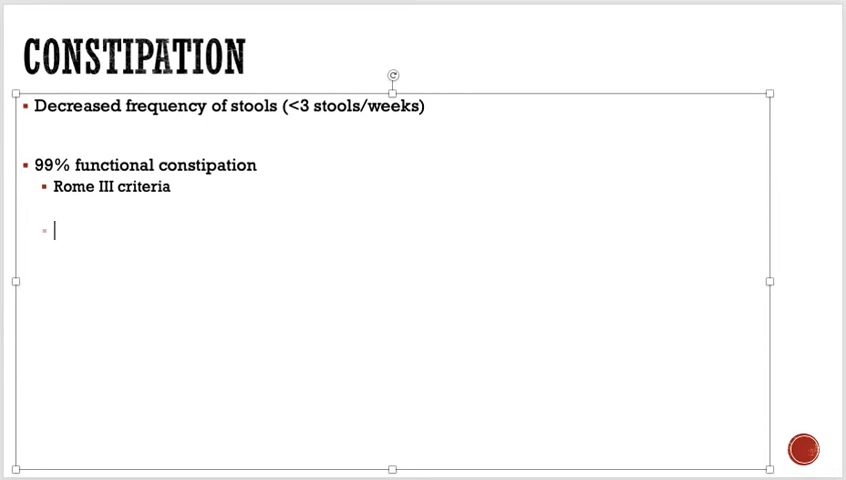 CONSTIPATION
Decreased frequency of stools (<3 stools/weeks)
99% functional constipation
Rome III criteria